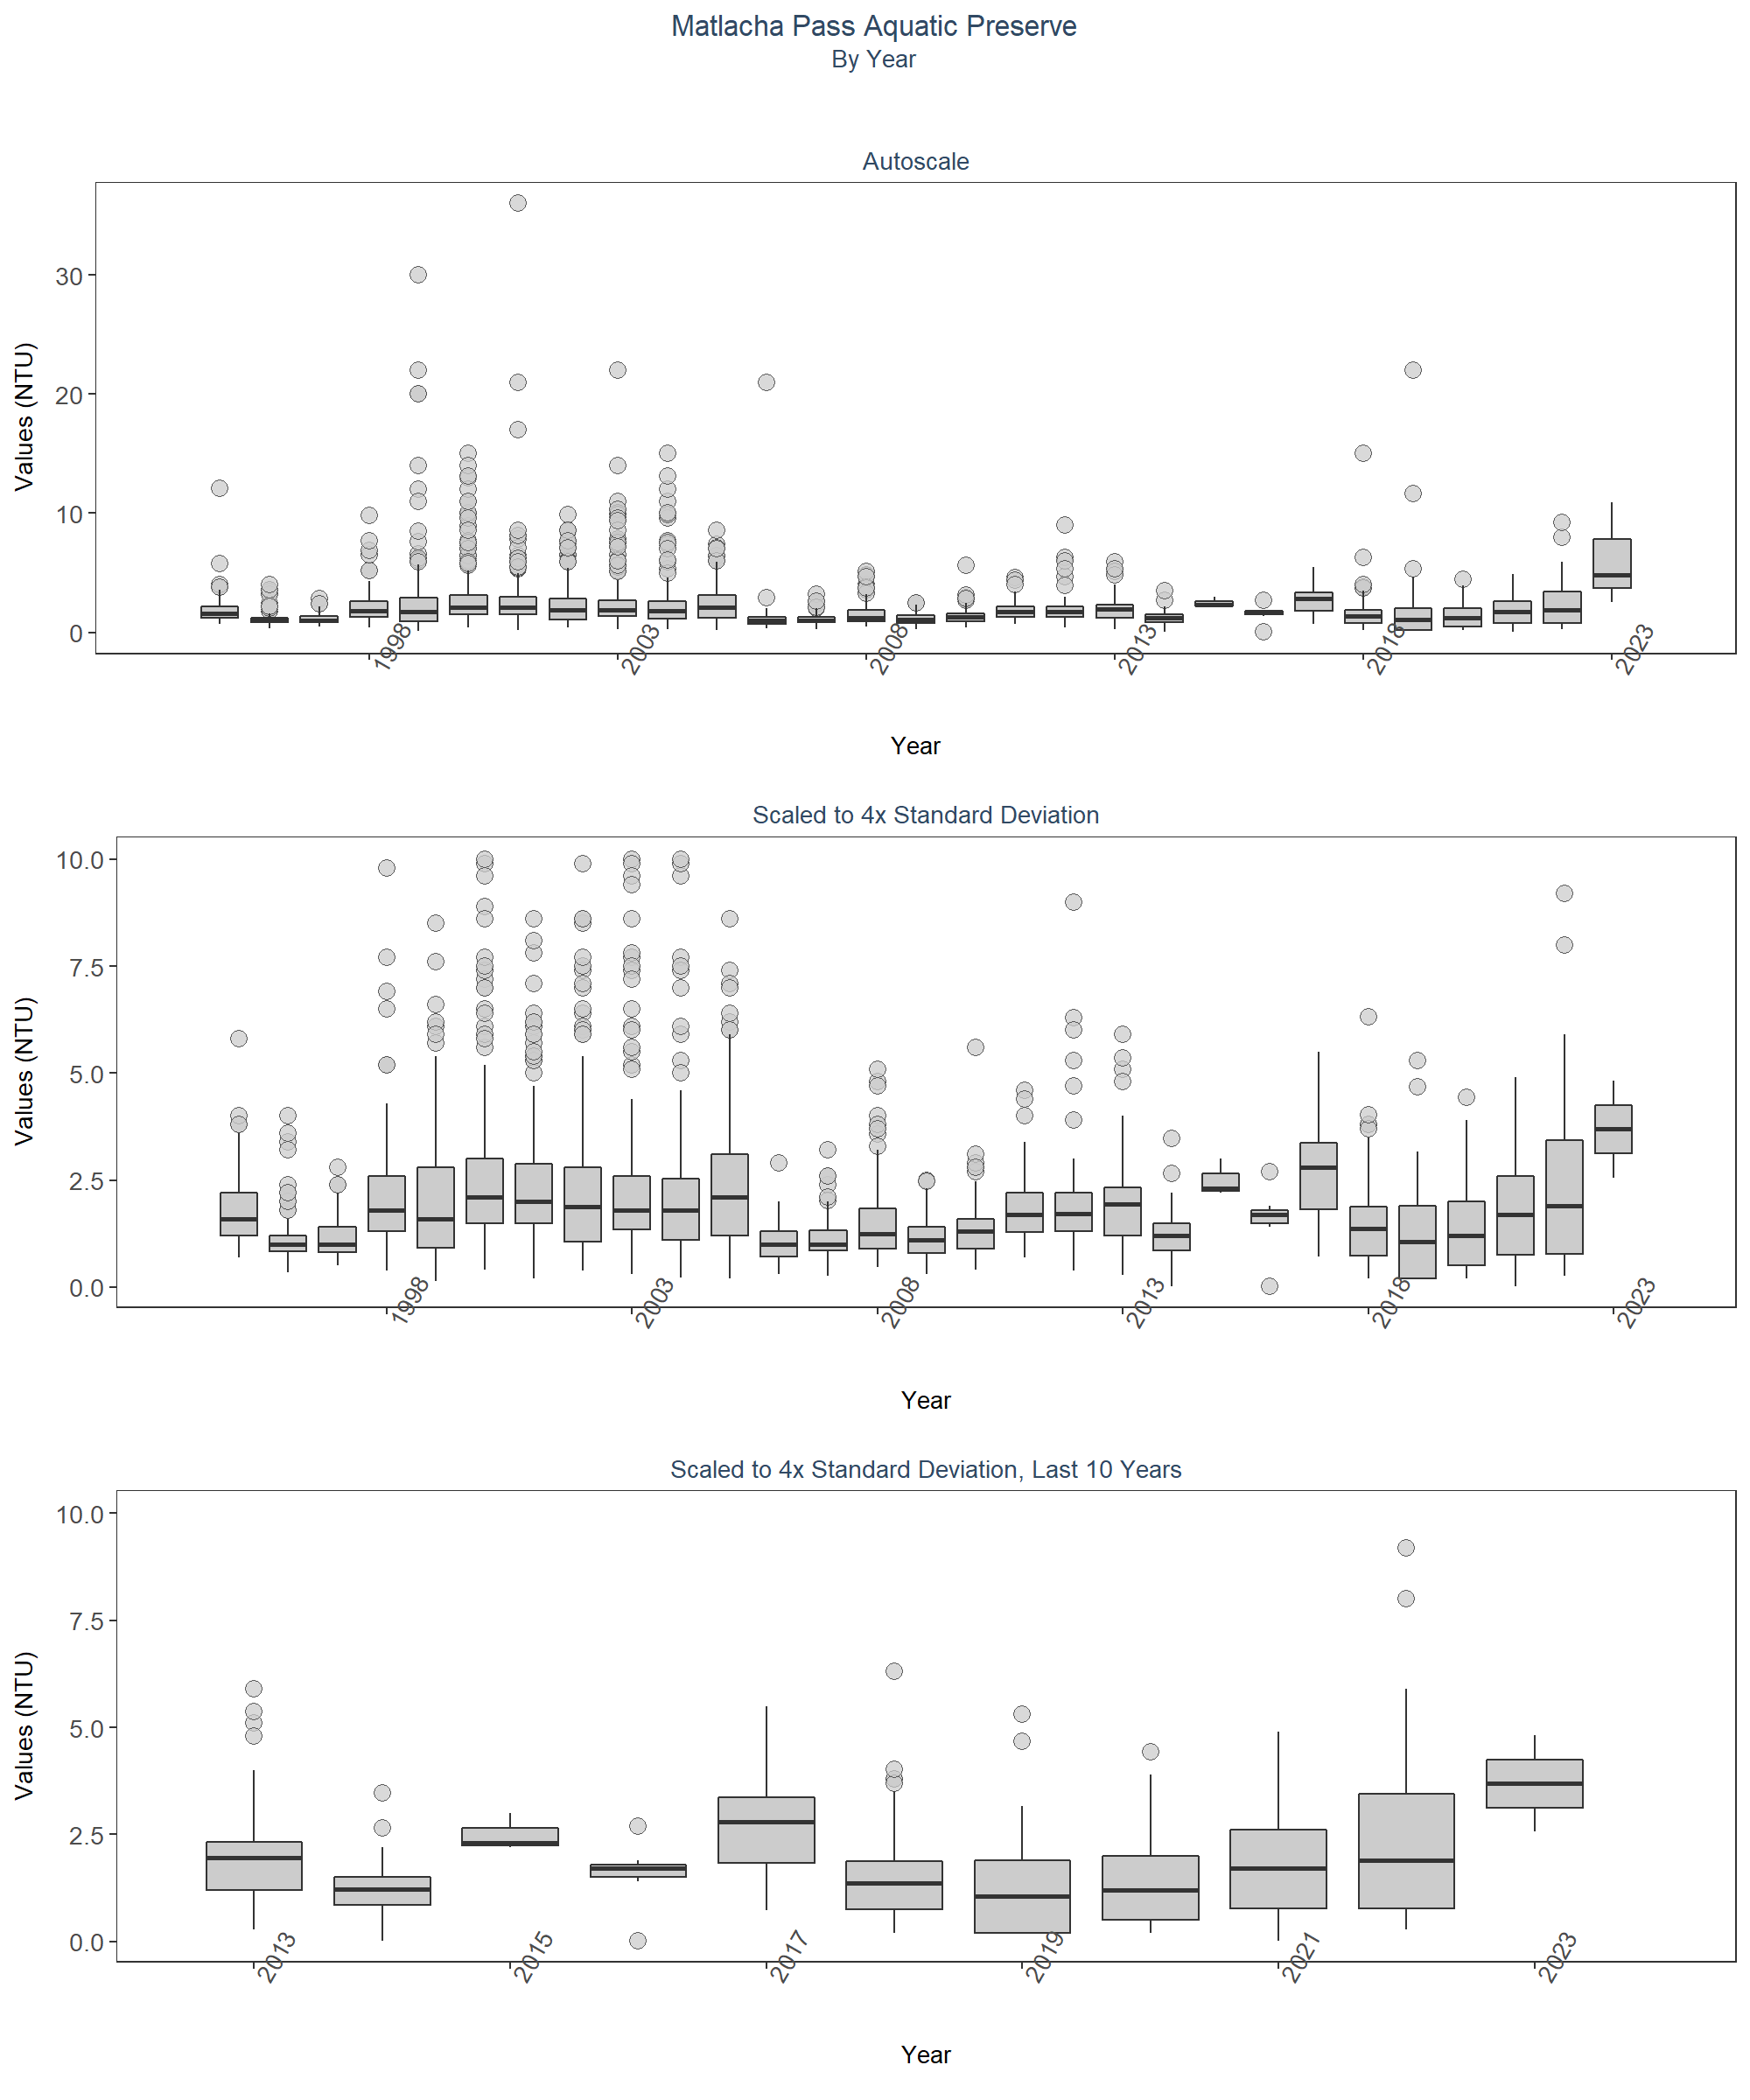 Matlacha Pass Aquatic Preserve
By Year
Autoscale
Values (NTU)
30
20
10
0
1998
2003
2008
2013
2018
2023
Year
Scaled to 4x Standard Deviation
Values (NTU)
10.0
7.5
5.0
2.5
0.0
1998
2003
2008
2013
2018
2023
Year
Scaled to 4x Standard Deviation, Last 10 Years
Values (NTU)
10.0
7.5
5.0
2.5
0.0
2013
2015
2017
2019
2021
2023
Year